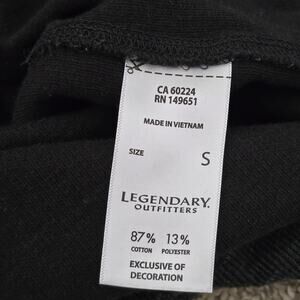 CA 60224
RN 149651
MADE IN VIETNAM
SIZE S
LEGENDARY
OUTFITTERS
87% 13%
COTTON POLYESTER
EXCLUSIVE OF
DECORATION